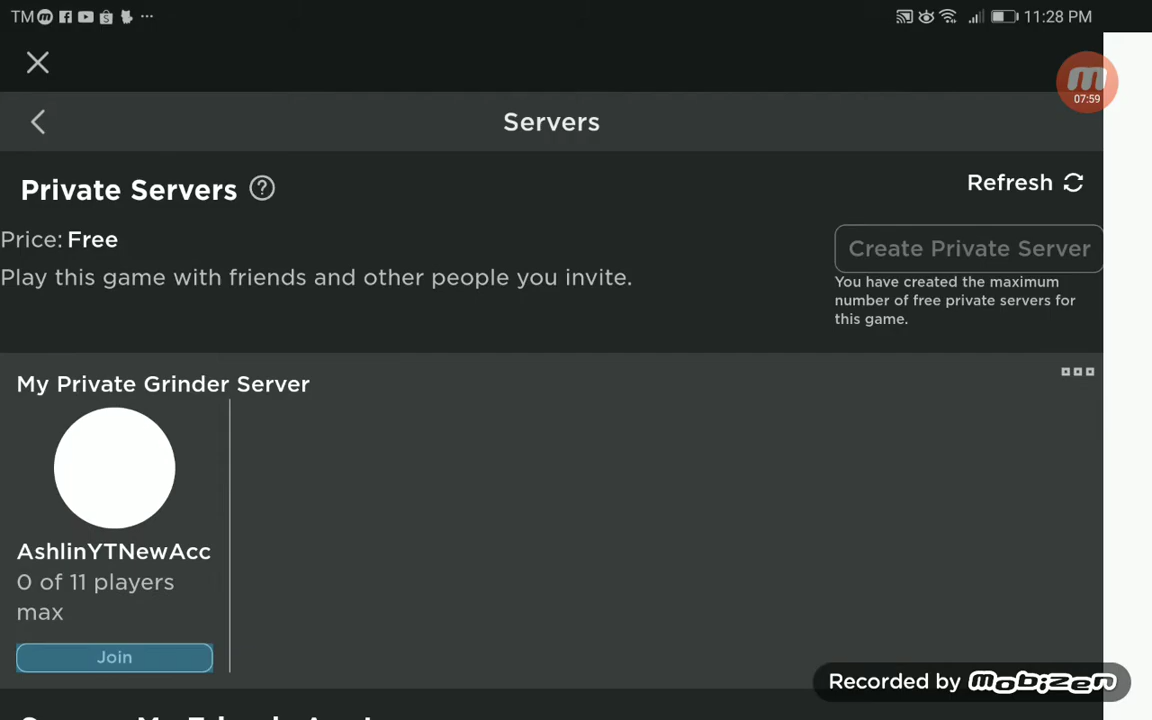 TM
11:28 PM
07:59
Servers
Private Servers
Refresh
Price: Free
Create Private Server
Play this game with friends and other people you invite.
You have created the maximum
number of free private servers for
this game.
My Private Grinder Server
AshlinYTNewAcc
0 of 11 players
max
Join
Recorded by mobizen